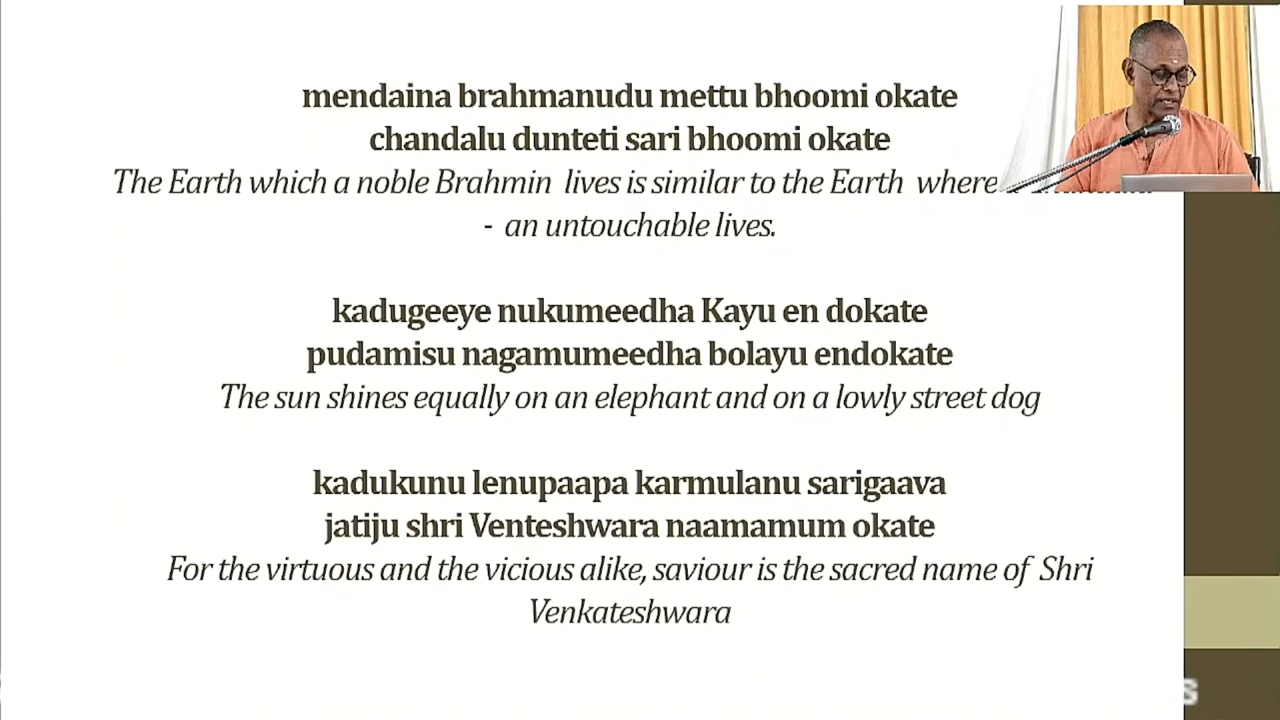 mendaina brahmanudu mettu bhoomi okate
chandalu dunteti sari bhoomi okate
The Earth which a noble Brahmin lives is similar to the Earth where
- an untouchable lives.
kadugeeye nukumeedha Kayu en dokate
pudamisu nagamumeedha bolayu endokate
The sun shines equally on an elephant and on a lowly street dog
kadukunu lenupaapa karmulanu sarigaava
jatiju shri Venteshwara naamamum okate
For the virtuous and the vicious alike, saviour is the sacred name of Shri
Venkateshwara